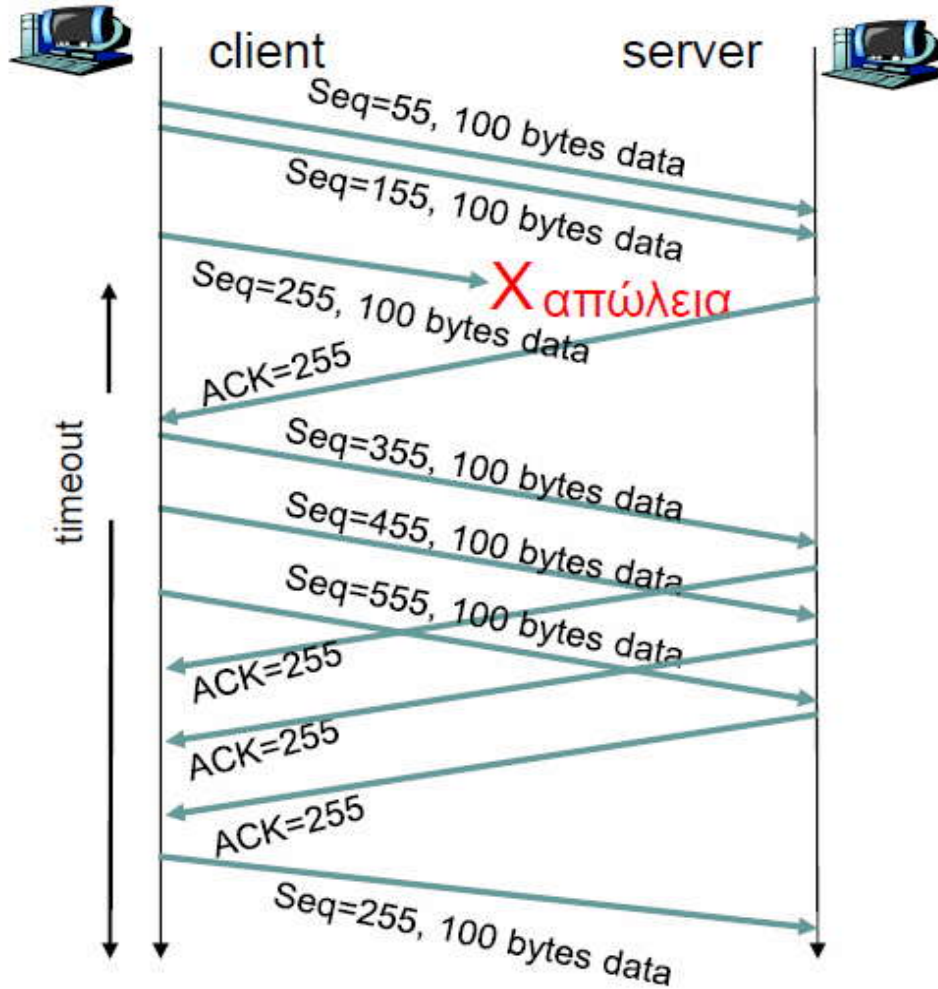 client
server
Seq=55, 100 bytes data
Seq=155, 100 bytes data
Seq=255, 100 bytes data
X απώλεια
ACK=255
timeout
Seq=355, 100 bytes data
Seq=455, 100 bytes data
Seq=555, 100 bytes data
ACK=255
ACK=255
ACK=255
Seq=255, 100 bytes data